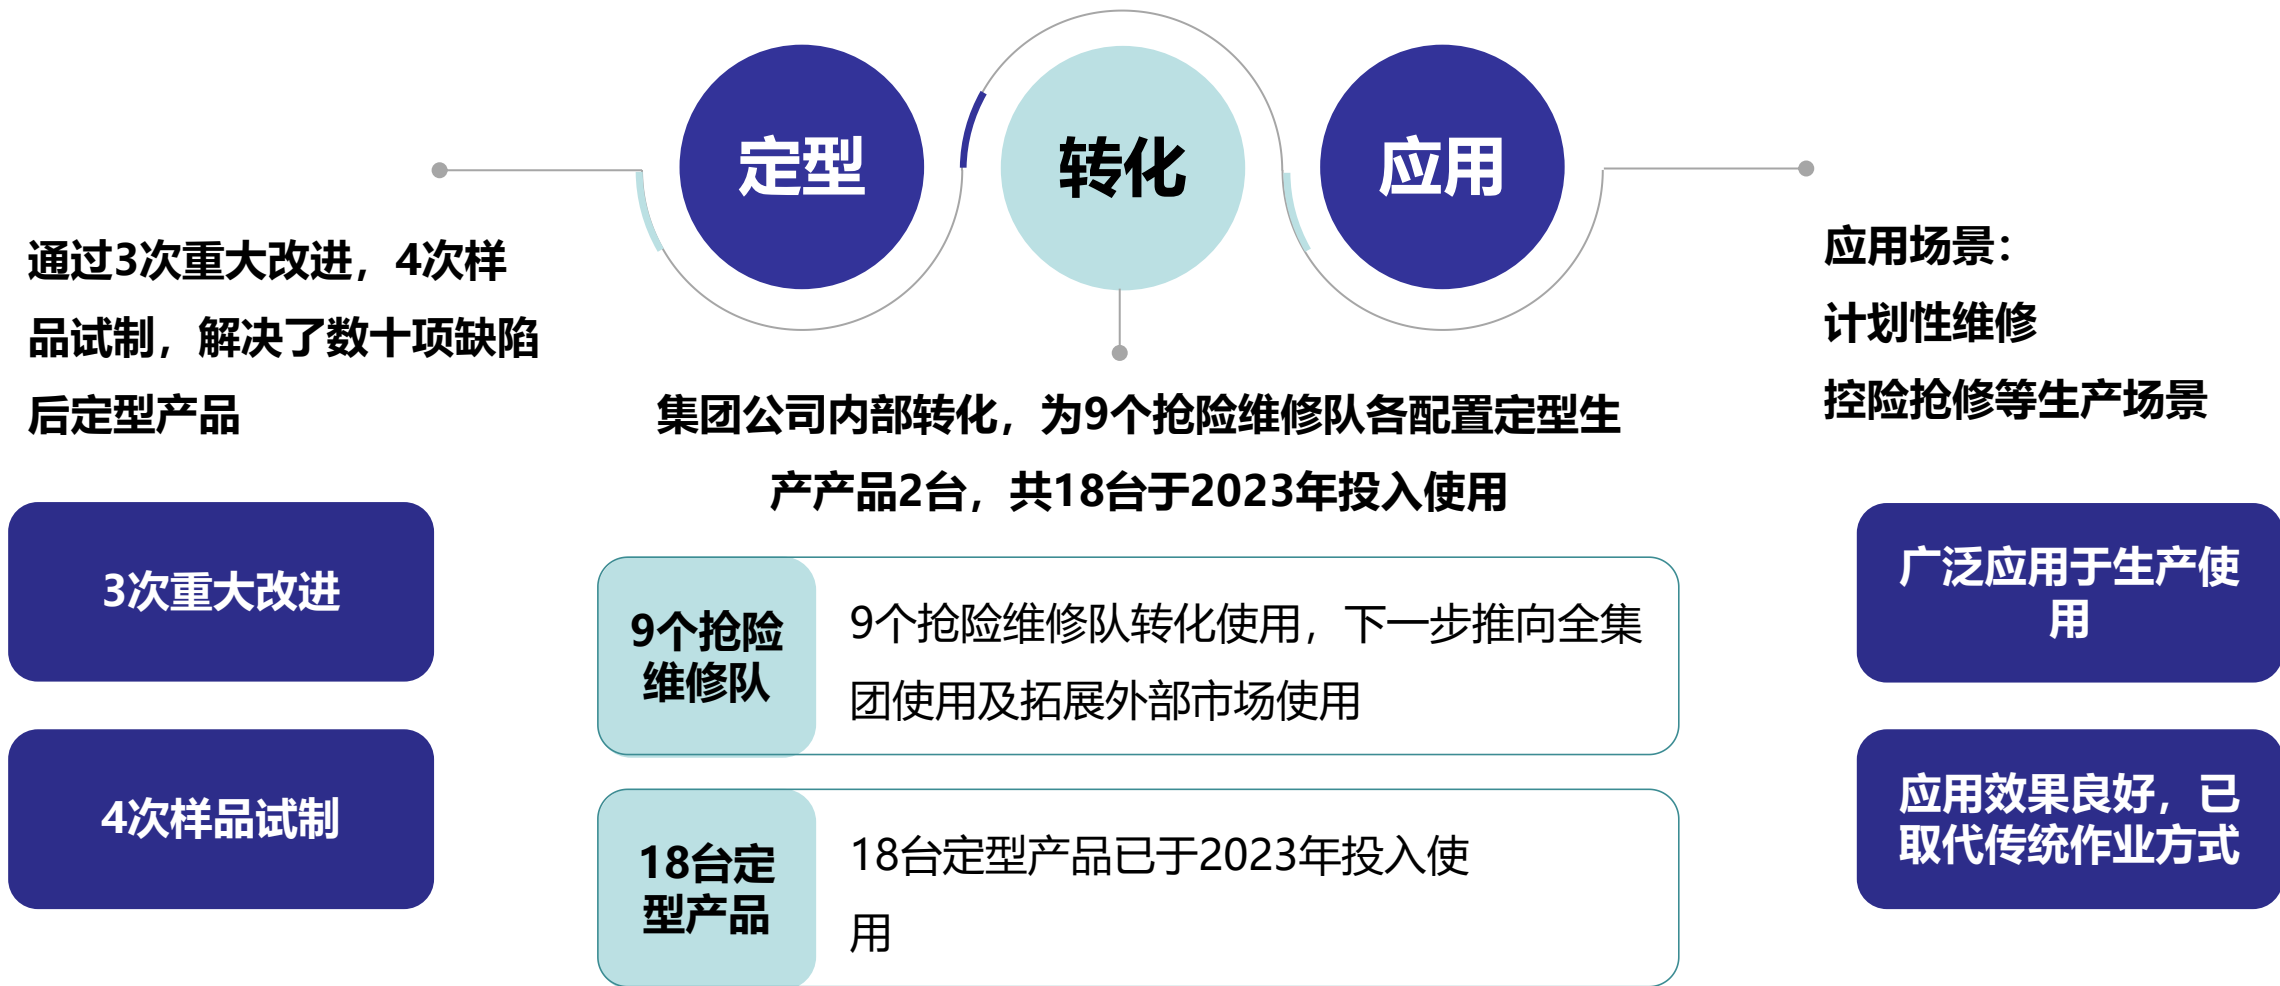 定型
转化
应用
通过3次重大改进，4次样
品试制，解决了数十项缺陷
后定型产品
3次重大改进
4次样品试制
集团公司内部转化，为9个抢险维修队各配置定型生
产产品2台，共18台于2023年投入使用
9个抢险
维修队
9个抢险维修队转化使用，下一步推向全集
团使用及拓展外部市场使用
18台定
型产品
18台定型产品已于2023年投入使
用
应用场景：
计划性维修
控险抢修等生产场景
广泛应用于生产使
用
应用效果良好，已
取代传统作业方式